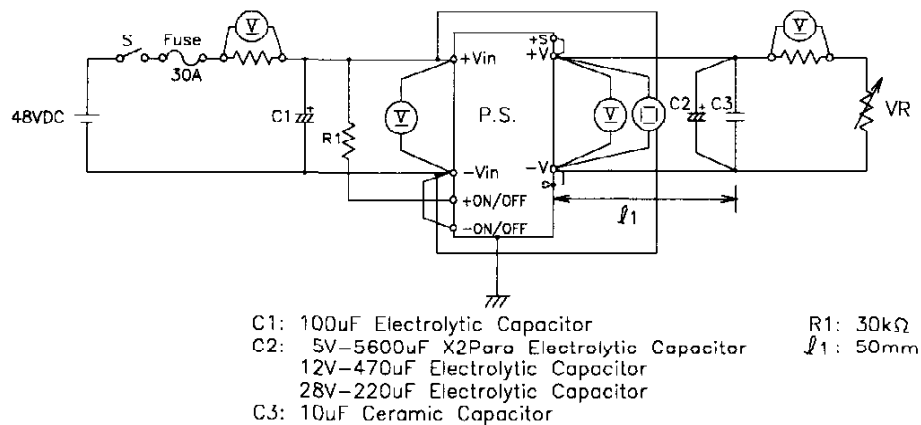 S Fuse V V
30A
+S
+Vin +V
48VDC C1 + R1 V P.S. V C2 + C3 VR
-Vin -V
+ON/OFF
-ON/OFF
ℓ1
C1: 100uF Electrolytic Capacitor R1: 30kΩ
C2: 5V-5600uF X2Para Electrolytic Capacitor ℓ1: 50mm
12V-470uF Electrolytic Capacitor
28V-220uF Electrolytic Capacitor
C3: 10uF Ceramic Capacitor